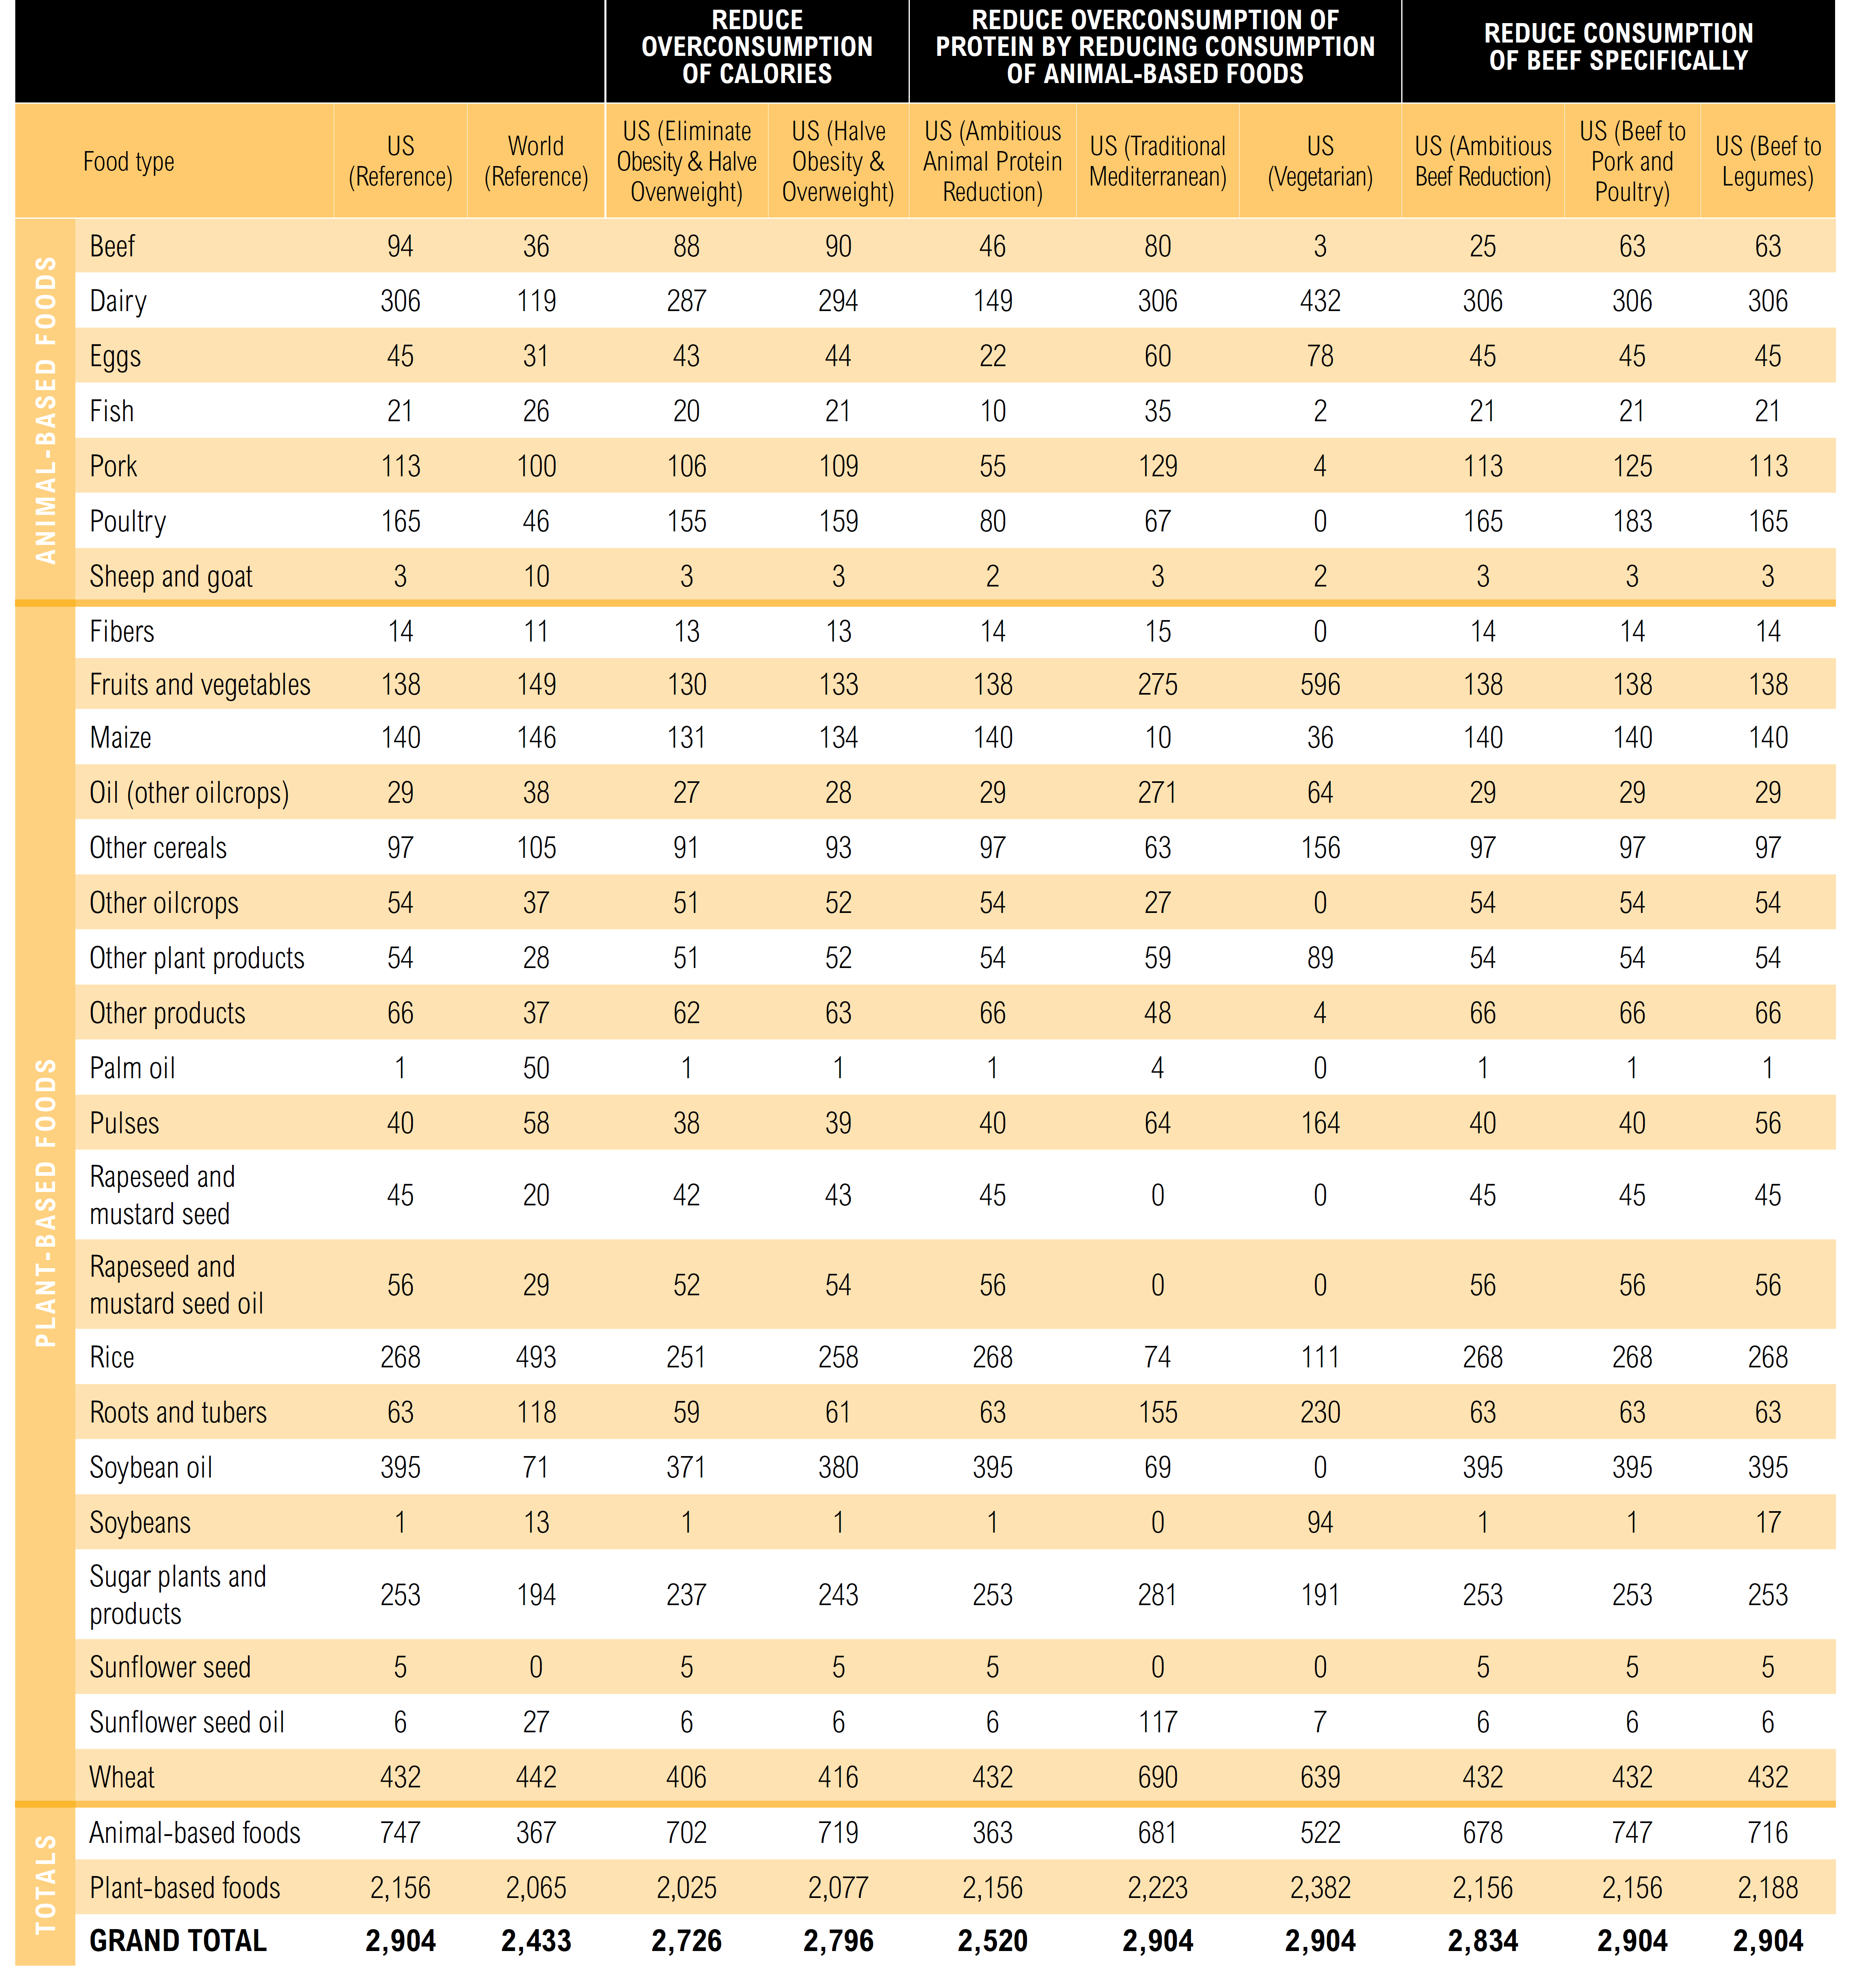 REDUCE
OVERCONSUMPTION
OF CALORIES
REDUCE OVERCONSUMPTION OF
PROTEIN BY REDUCING CONSUMPTION
OF ANIMAL-BASED FOODS
REDUCE CONSUMPTION
OF BEEF SPECIFICALLY
Food type
US
(Reference)
World
(Reference)
US (Eliminate
Obesity & Halve
Overweight)
US (Halve
Obesity &
Overweight)
US (Ambitious
Animal Protein
Reduction)
US (Traditional
Mediterranean)
US
(Vegetarian)
US (Ambitious
Beef Reduction)
US (Beef to
Pork and
Poultry)
US (Beef to
Legumes)
ANIMAL-BASED FOODS
Beef 94 36 88 90 46 80 3 25 63 63
Dairy 306 119 287 294 149 306 432 306 306 306
Eggs 45 31 43 44 22 60 78 45 45 45
Fish 21 26 20 21 10 35 2 21 21 21
Pork 113 100 106 109 55 129 4 113 125 113
Poultry 165 46 155 159 80 67 0 165 183 165
Sheep and goat 3 10 3 3 2 3 2 3 3 3
PLANT-BASED FOODS
Fibers 14 11 13 13 14 15 0 14 14 14
Fruits and vegetables 138 149 130 133 138 275 596 138 138 138
Maize 140 146 131 134 140 10 36 140 140 140
Oil (other oilcrops) 29 38 27 28 29 271 64 29 29 29
Other cereals 97 105 91 93 97 63 156 97 97 97
Other oilcrops 54 37 51 52 54 27 0 54 54 54
Other plant products 54 28 51 52 54 59 89 54 54 54
Other products 66 37 62 63 66 48 4 66 66 66
Palm oil 1 50 1 1 1 4 0 1 1 1
Pulses 40 58 38 39 40 64 164 40 40 56
Rapeseed and
mustard seed 45 20 42 43 45 0 0 45 45 45
Rapeseed and
mustard seed oil 56 29 52 54 56 0 0 56 56 56
Rice 268 493 251 258 268 74 111 268 268 268
Roots and tubers 63 118 59 61 63 155 230 63 63 63
Soybean oil 395 71 371 380 395 69 0 395 395 395
Soybeans 1 13 1 1 1 0 94 1 1 17
Sugar plants and
products 253 194 237 243 253 281 191 253 253 253
Sunflower seed 5 0 5 5 5 0 0 5 5 5
Sunflower seed oil 6 27 6 6 6 117 7 6 6 6
Wheat 432 442 406 416 432 690 639 432 432 432
TOTALS
Animal-based foods 747 367 702 719 363 681 522 678 747 716
Plant-based foods 2,156 2,065 2,025 2,077 2,156 2,223 2,382 2,156 2,156 2,188
GRAND TOTAL 2,904 2,433 2,726 2,796 2,520 2,904 2,904 2,834 2,904 2,904